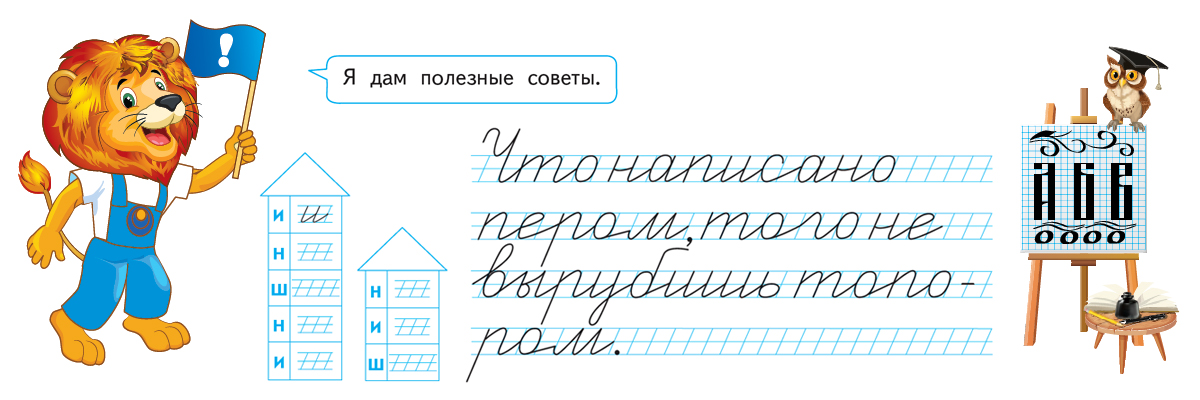 !
Я дам полезные советы.
Что написано
пером, того не
вырубишь топо-
ром.
и ш
н
ш
н
и
н
и
ш
А Б В